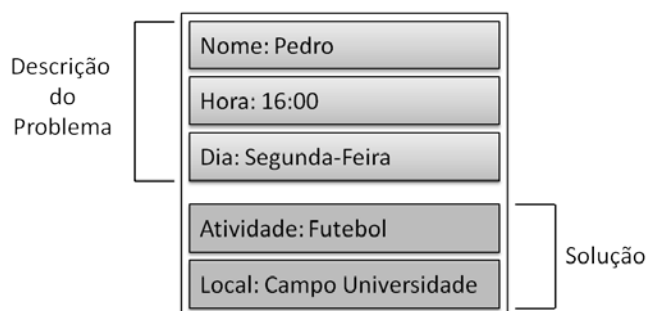 Descrição
do
Problema
Nome: Pedro
Hora: 16:00
Dia: Segunda-Feira
Atividade: Futebol
Local: Campo Universidade
Solução